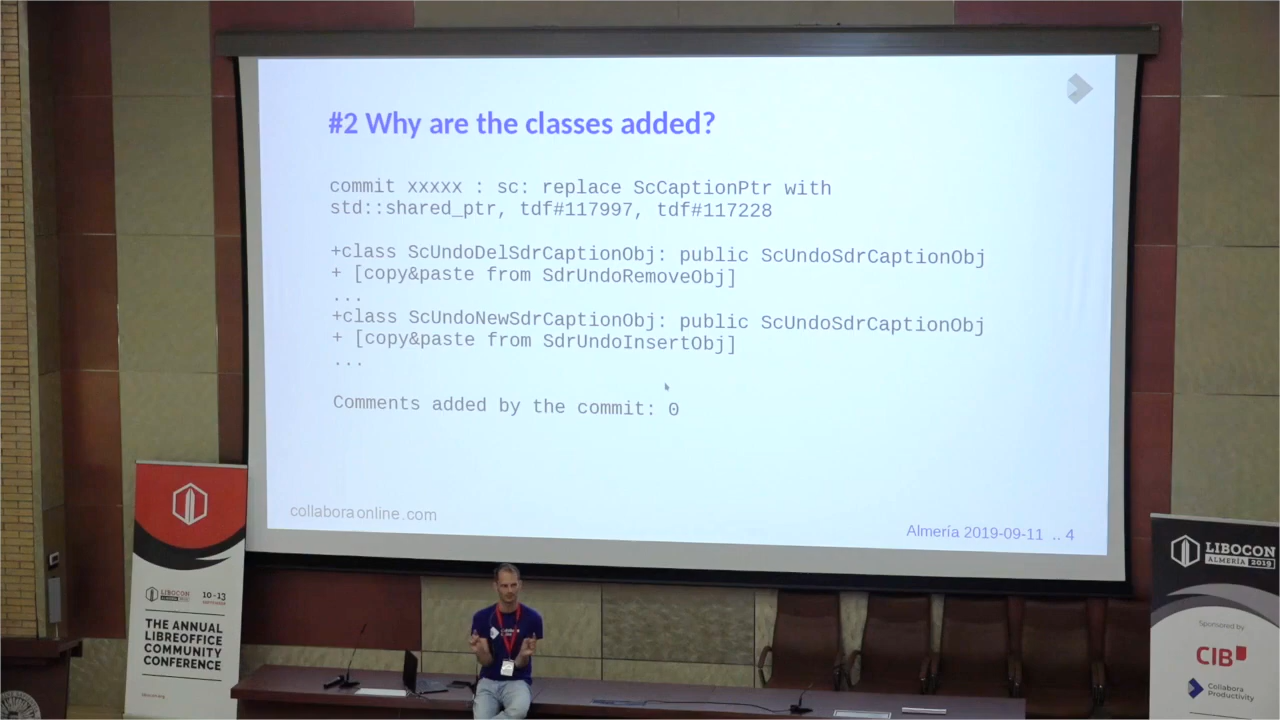 #2 Why are the classes added?
commit xxxxx : sc: replace ScCaptionPtr with
std::shared_ptr, tdf#117997, tdf#117228
+class ScUndoDelSdrCaptionObj: public ScUndoSdrCaptionObj
+ [copy&paste from SdrUndoRemoveObj]
...
+class ScUndoNewSdrCaptionObj: public ScUndoSdrCaptionObj
+ [copy&paste from SdrUndoInsertObj]
...
Comments added by the commit: 0
collaboraonline.com
Almería 2019-09-11 .. 4
LIBOCON
10-13
THE ANNUAL
LIBREOFFICE
COMMUNITY
CONFERENCE
LIBOCON
ALMERÍA 2019
Sponsored by
CIB
Collabora
Productivity